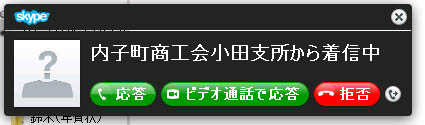 skype
内子町商工会小田支所から着信中
応答 ビデオ通話で応答 拒否
鈴木(年賀状)